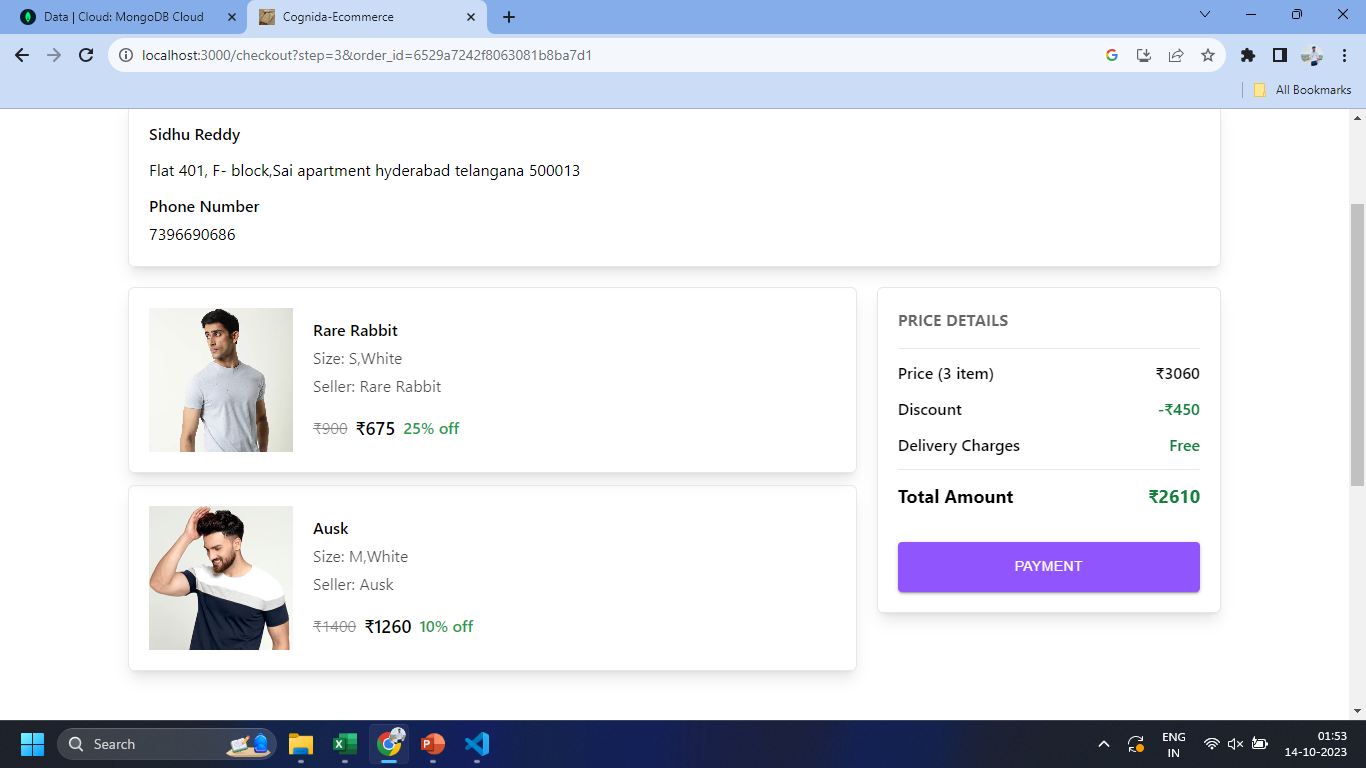 Data | Cloud: MongoDB Cloud
Cognida-Ecommerce
localhost:3000/checkout?step=3&order_id=6529a7242f8063081b8ba7d1
All Bookmarks
Sidhu Reddy
Flat 401, F- block,Sai apartment hyderabad telangana 500013
Phone Number
7396690686
Rare Rabbit
Size: S,White
Seller: Rare Rabbit
₹900 ₹675 25% off
Ausk
Size: M,White
Seller: Ausk
₹1400 ₹1260 10% off
PRICE DETAILS
Price (3 item) ₹3060
Discount -₹450
Delivery Charges Free
Total Amount ₹2610
PAYMENT
Search
ENG
IN
01:53
14-10-2023